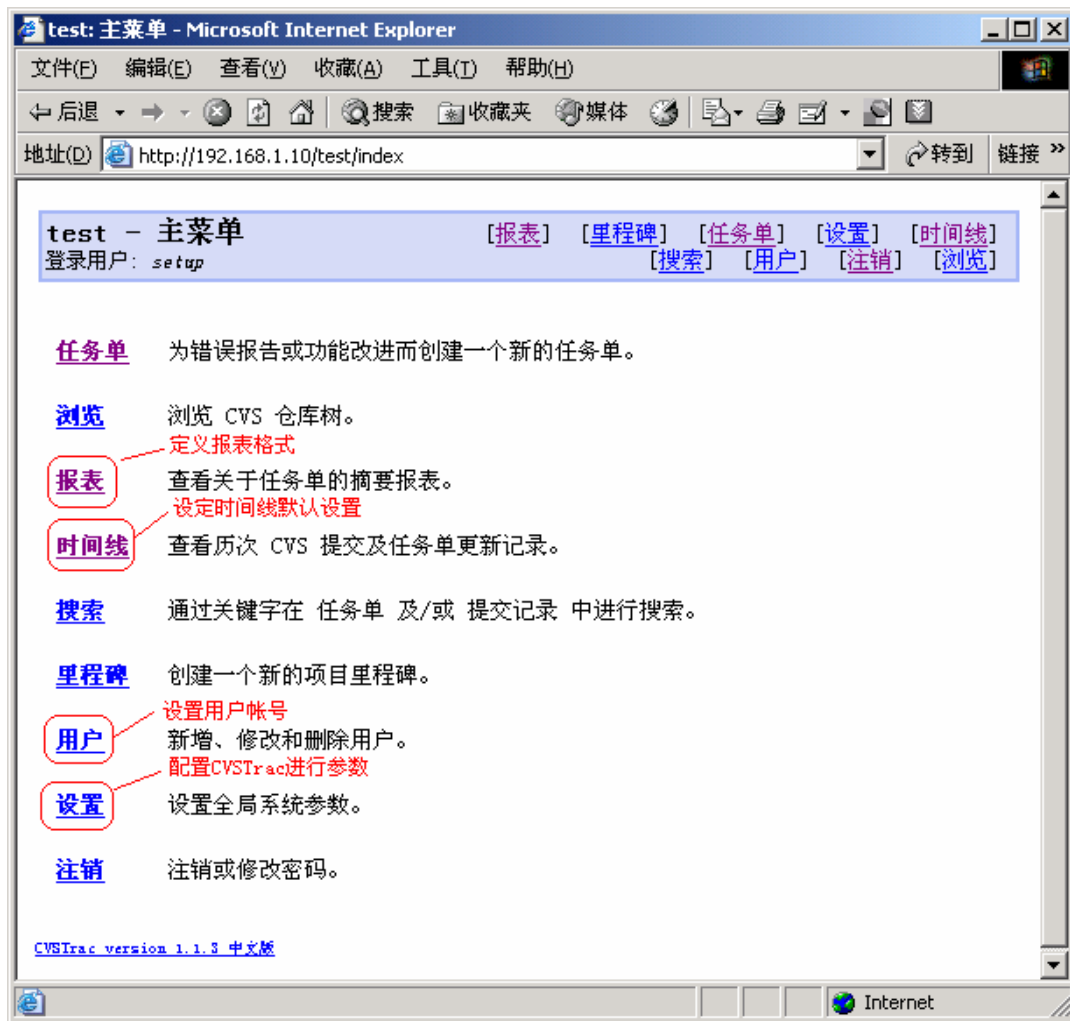 test: 主菜单 - Microsoft Internet Explorer
文件(F) 编辑(E) 查看(V) 收藏(A) 工具(T) 帮助(H)
后退 搜索 收藏夹 媒体
地址(D) http://192.168.1.10/test/index 转到 链接 »
test - 主菜单 [报表] [里程碑] [任务单] [设置] [时间线]
登录用户: setup [搜索] [用户] [注销] [浏览]
任务单 为错误报告或功能改进而创建一个新的任务单。
浏览 浏览 CVS 仓库树。
定义报表格式
报表 查看关于任务单的摘要报表。
设定时间线默认设置
时间线 查看历次 CVS 提交及任务单更新记录。
搜索 通过关键字在 任务单 及/或 提交记录 中进行搜索。
里程碑 创建一个新的项目里程碑。
设置用户帐号
用户 新增、修改和删除用户。
配置CVSTrac进行参数
设置 设置全局系统参数。
注销 注销或修改密码。
CVSTrac version 1.1.3 中文版
Internet